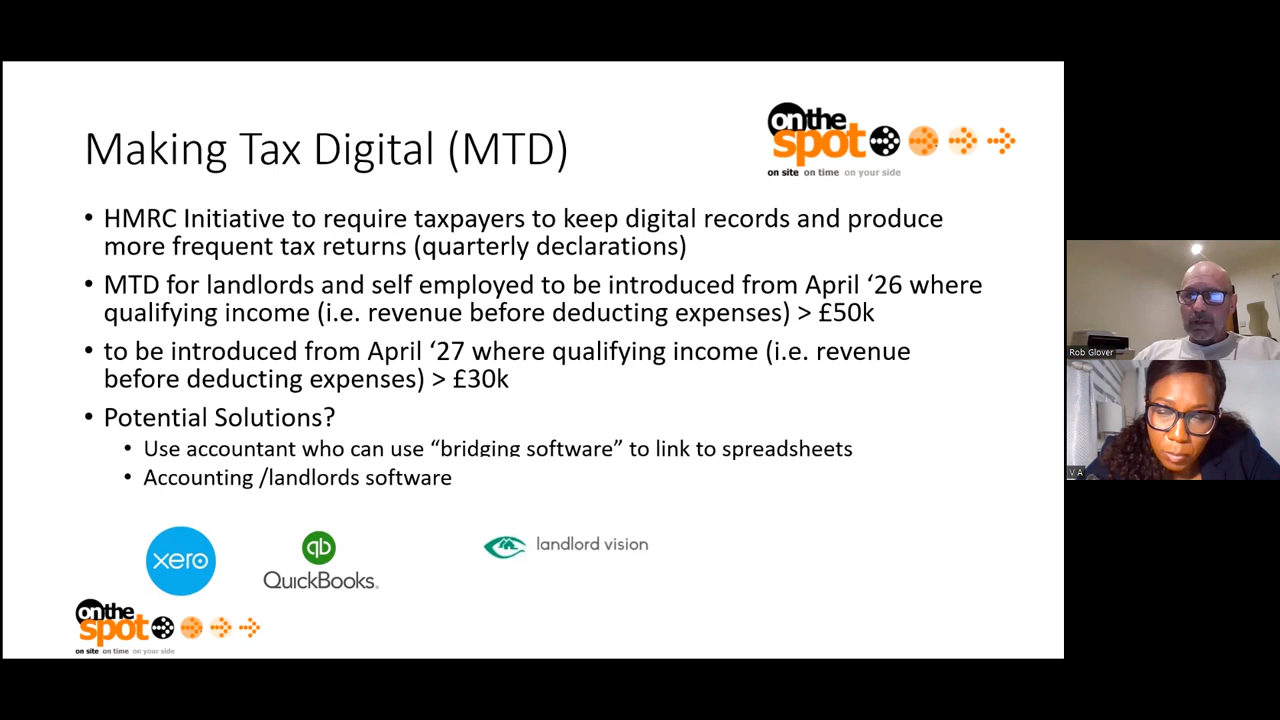 Making Tax Digital (MTD)
on the
spot
on site on time on your side
• HMRC Initiative to require taxpayers to keep digital records and produce
more frequent tax returns (quarterly declarations)
• MTD for landlords and self employed to be introduced from April ‘26 where
qualifying income (i.e. revenue before deducting expenses) > £50k
• to be introduced from April ‘27 where qualifying income (i.e. revenue
before deducting expenses) > £30k
• Potential Solutions?
• Use accountant who can use “bridging software” to link to spreadsheets
• Accounting /landlords software
xero
qb
QuickBooks.
landlord vision
on the
spot
on site on time on your side
Rob Glover
V A